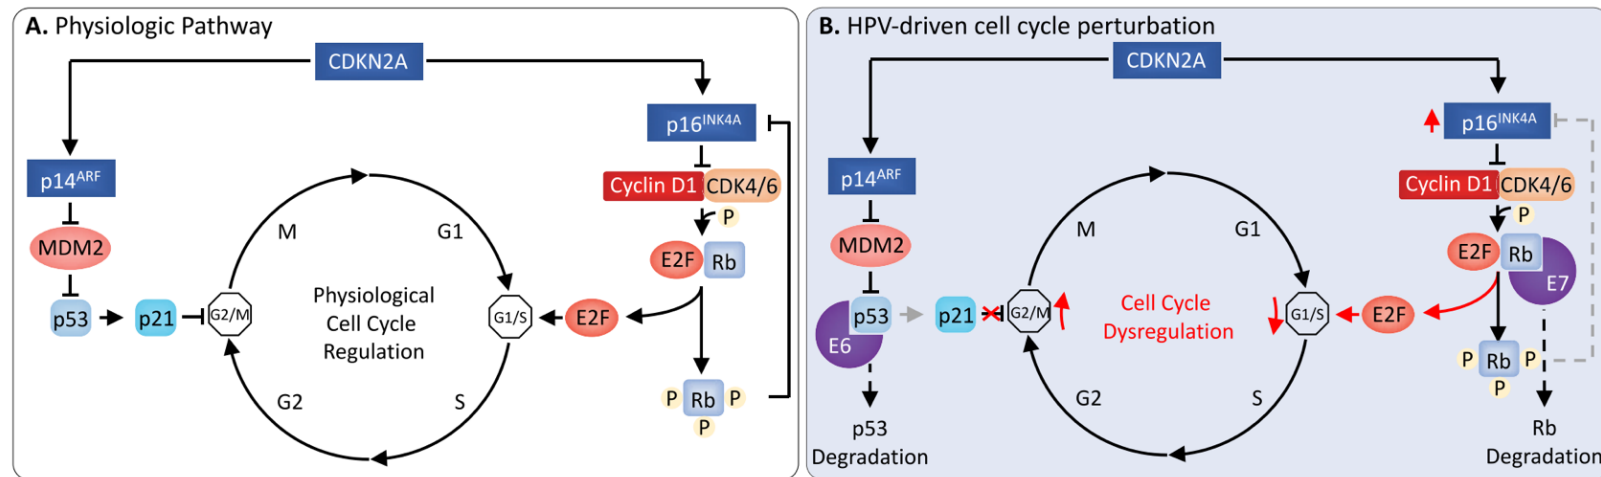 A. Physiologic Pathway
CDKN2A
p16INK4A
p14ARF
Cyclin D1
CDK4/6
P
MDM2
M
G1
E2F
Rb
Physiological
Cell Cycle
Regulation
p53
p21
G2/M
G1/S
E2F
G2
S
P
Rb
P
P
B. HPV-driven cell cycle perturbation
CDKN2A
p16INK4A
p14ARF
Cyclin D1
CDK4/6
P
MDM2
M
G1
E2F
Rb
E7
Cell Cycle
Dysregulation
p53
E6
p21
G2/M
G1/S
E2F
P
Rb
P
P
G2
S
p53
Degradation
Rb
Degradation